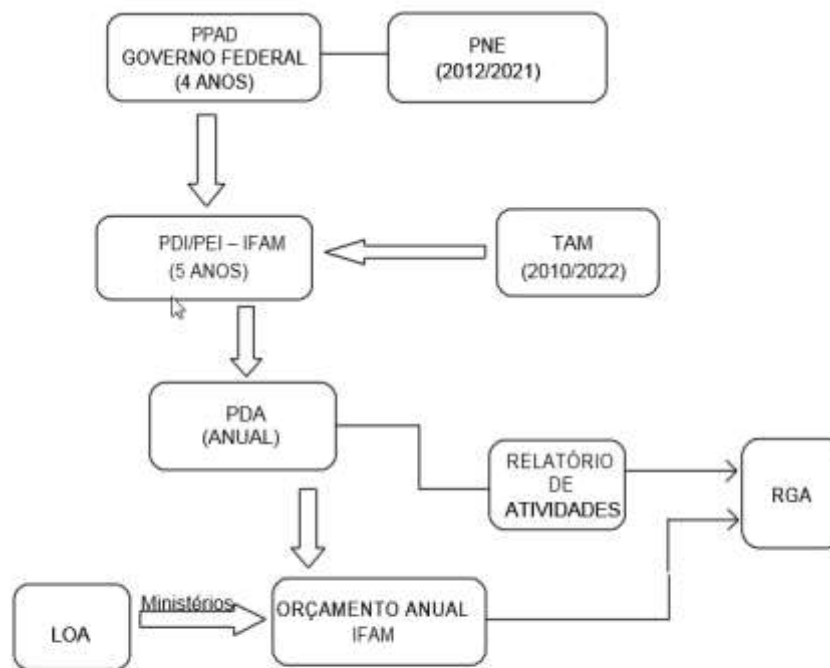 PPAD
GOVERNO FEDERAL
(4 ANOS)
PNE
(2012/2021)
PDI/PEI – IFAM
(5 ANOS)
TAM
(2010/2022)
PDA
(ANUAL)
RELATÓRIO
DE
ATIVIDADES
RGA
LOA
Ministérios
ORÇAMENTO ANUAL
IFAM